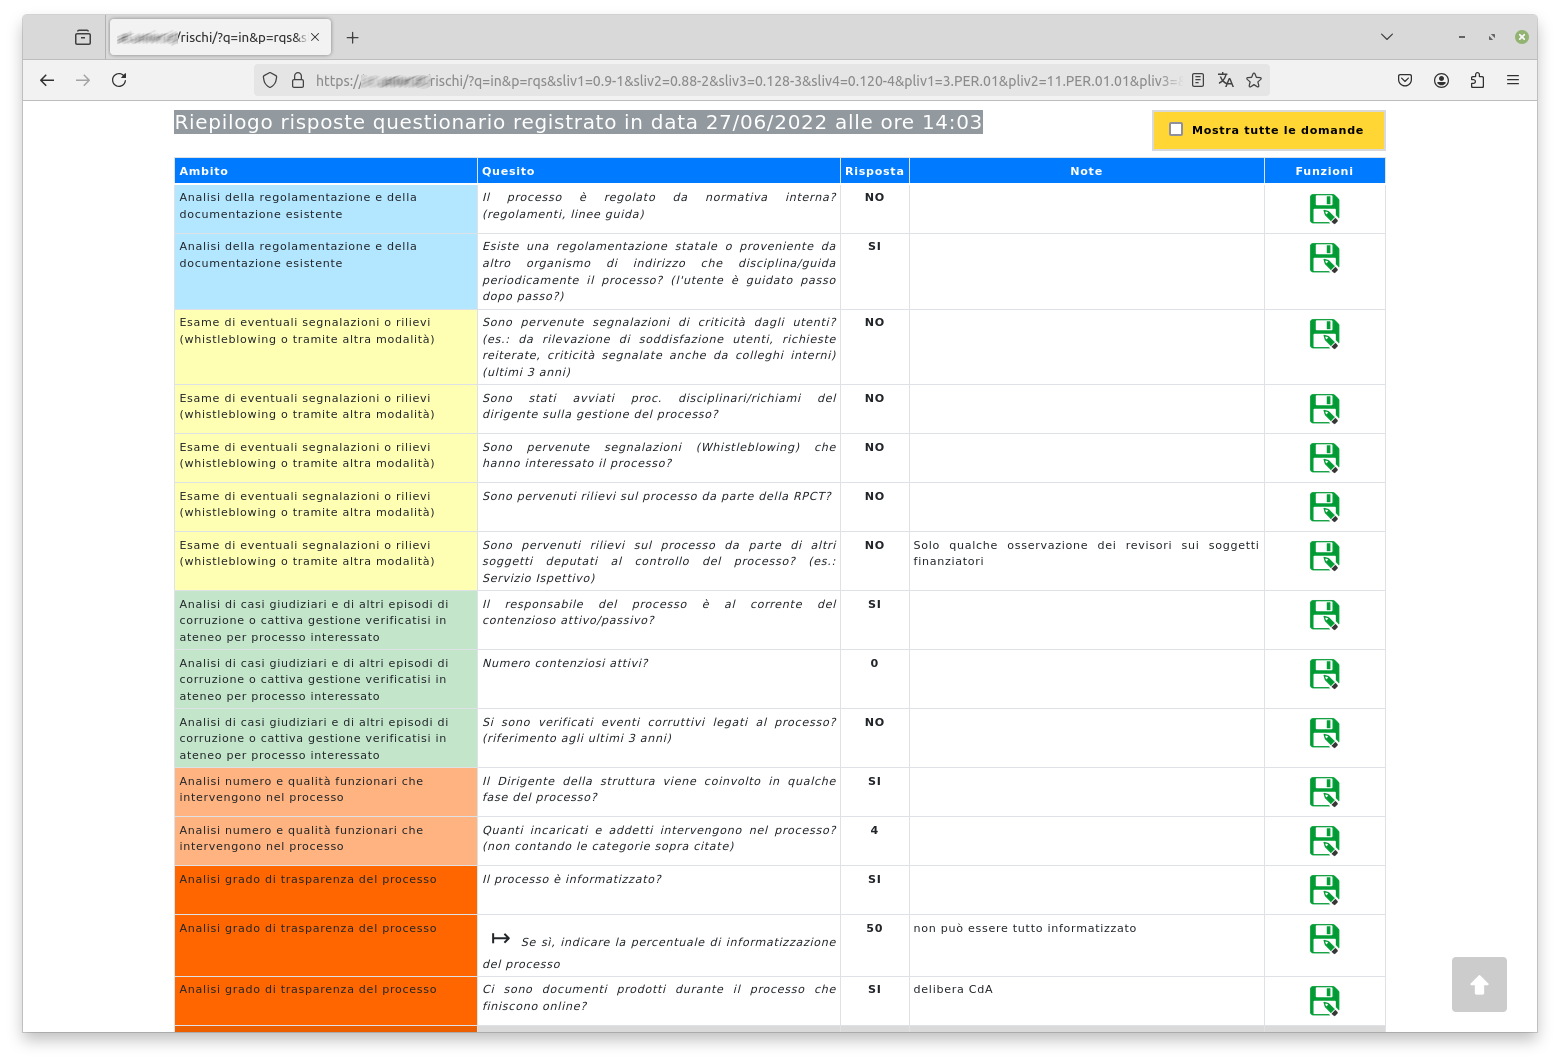 /rischi/?q=in&p=rqs&s
https://
rischi/?q=in&p=rqs&sliv1=0.9-1&sliv2=0.88-2&sliv3=0.128-3&sliv4=0.120-4&pliv1=3.PER.01&pliv2=11.PER.01.01&pliv3=
Riepilogo risposte questionario registrato in data 27/06/2022 alle ore 14:03
Mostra tutte le domande
Ambito Quesito Risposta Note Funzioni
Analisi della regolamentazione e della
documentazione esistente
Il processo è regolato da normativa interna?
(regolamenti, linee guida)
NO
Analisi della regolamentazione e della
documentazione esistente
Esiste una regolamentazione statale o proveniente da
altro organismo di indirizzo che disciplina/guida
periodicamente il processo? (l'utente è guidato passo
dopo passo?)
SI
Esame di eventuali segnalazioni o rilievi
(whistleblowing o tramite altra modalità)
Sono pervenute segnalazioni di criticità dagli utenti?
(es.: da rilevazione di soddisfazione utenti, richieste
reiterate, criticità segnalate anche da colleghi interni)
(ultimi 3 anni)
NO
Esame di eventuali segnalazioni o rilievi
(whistleblowing o tramite altra modalità)
Sono stati avviati proc. disciplinari/richiami del
dirigente sulla gestione del processo?
NO
Esame di eventuali segnalazioni o rilievi
(whistleblowing o tramite altra modalità)
Sono pervenute segnalazioni (Whistleblowing) che
hanno interessato il processo?
NO
Esame di eventuali segnalazioni o rilievi
(whistleblowing o tramite altra modalità)
Sono pervenuti rilievi sul processo da parte della RPCT?
NO
Esame di eventuali segnalazioni o rilievi
(whistleblowing o tramite altra modalità)
Sono pervenuti rilievi sul processo da parte di altri
soggetti deputati al controllo del processo? (es.:
Servizio Ispettivo)
NO
Solo qualche osservazione dei revisori sui soggetti
finanziatori
Analisi di casi giudiziari e di altri episodi di
corruzione o cattiva gestione verificatisi in
ateneo per processo interessato
Il responsabile del processo è al corrente del
contenzioso attivo/passivo?
SI
Analisi di casi giudiziari e di altri episodi di
corruzione o cattiva gestione verificatisi in
ateneo per processo interessato
Numero contenziosi attivi?
0
Analisi di casi giudiziari e di altri episodi di
corruzione o cattiva gestione verificatisi in
ateneo per processo interessato
Si sono verificati eventi corruttivi legati al processo?
(riferimento agli ultimi 3 anni)
NO
Analisi numero e qualità funzionari che
intervengono nel processo
Il Dirigente della struttura viene coinvolto in qualche
fase del processo?
SI
Analisi numero e qualità funzionari che
intervengono nel processo
Quanti incaricati e addetti intervengono nel processo?
(non contando le categorie sopra citate)
4
Analisi grado di trasparenza del processo
Il processo è informatizzato?
SI
Analisi grado di trasparenza del processo
↦ Se sì, indicare la percentuale di informatizzazione
del processo
50
non può essere tutto informatizzato
Analisi grado di trasparenza del processo
Ci sono documenti prodotti durante il processo che
finiscono online?
SI
delibera CdA